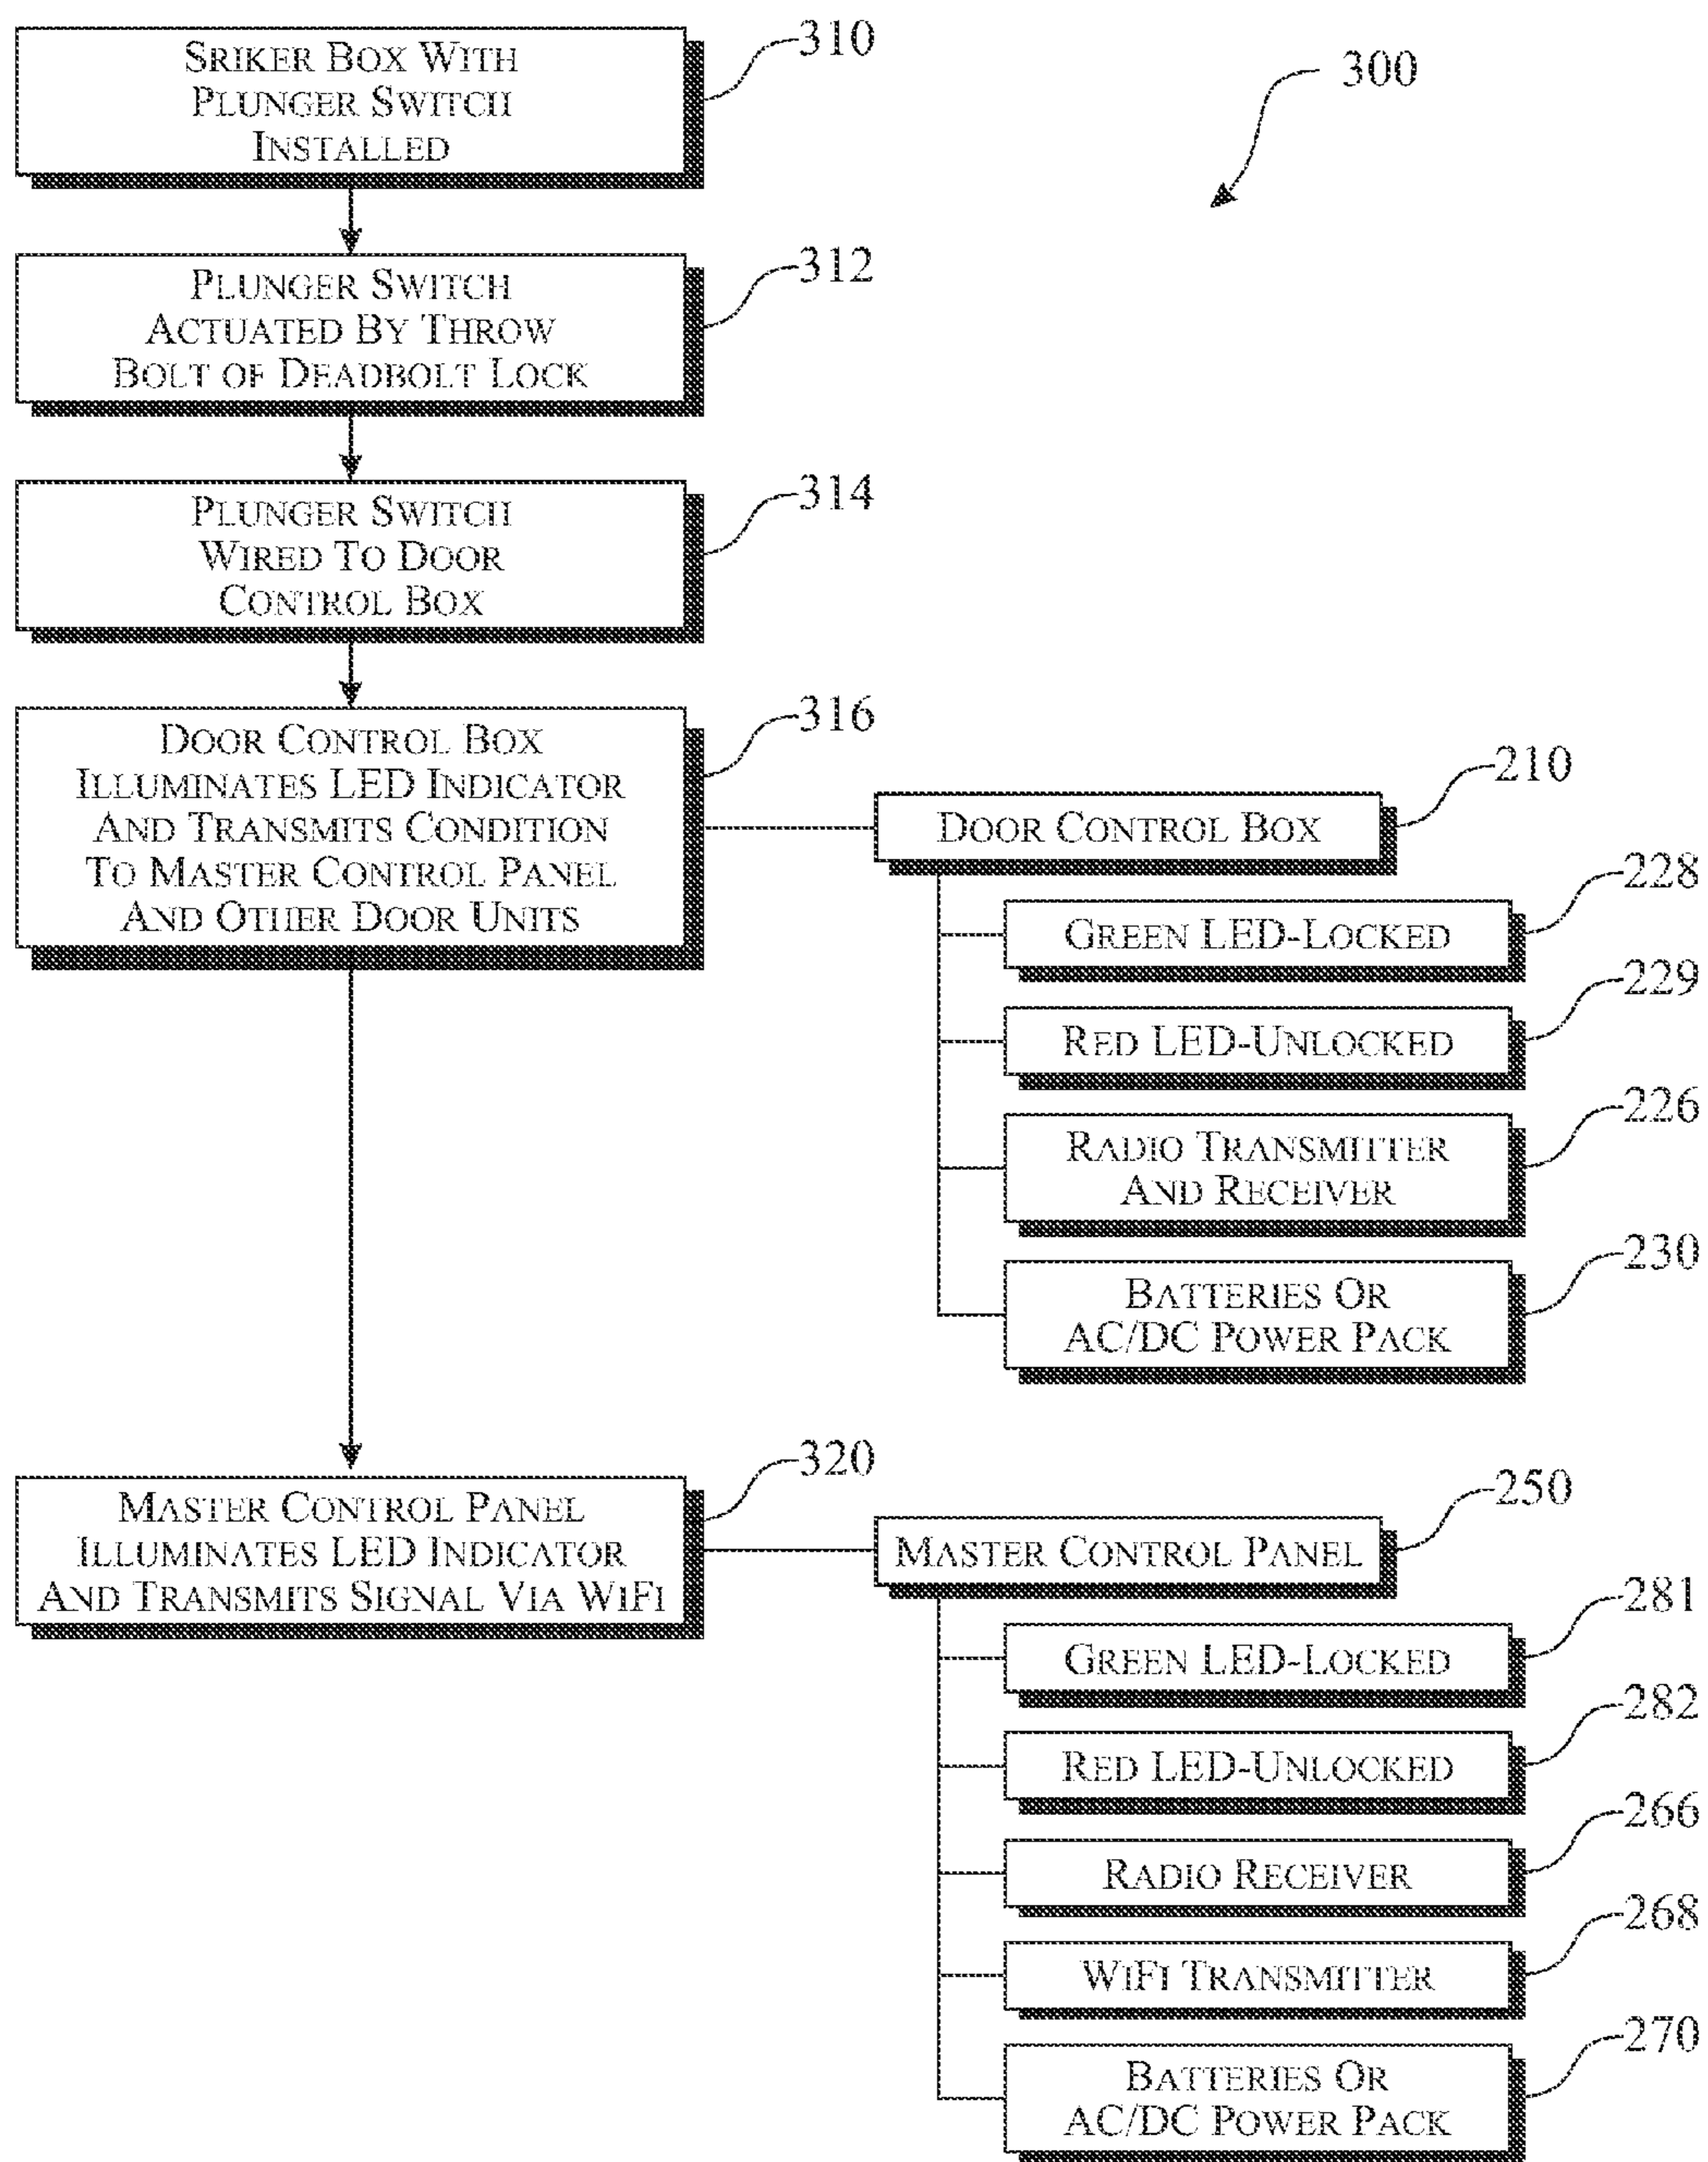 SRIKER BOX WITH
PLUNGER SWITCH
INSTALLED
310
300
PLUNGER SWITCH
ACTUATED BY THROW
BOLT OF DEADBOLT LOCK
312
PLUNGER SWITCH
WIRED TO DOOR
CONTROL BOX
314
DOOR CONTROL BOX
ILLUMINATES LED INDICATOR
AND TRANSMITS CONDITION
TO MASTER CONTROL PANEL
AND OTHER DOOR UNITS
316
DOOR CONTROL BOX
210
GREEN LED-LOCKED
228
RED LED-UNLOCKED
229
RADIO TRANSMITTER
AND RECEIVER
226
BATTERIES OR
AC/DC POWER PACK
230
MASTER CONTROL PANEL
ILLUMINATES LED INDICATOR
AND TRANSMITS SIGNAL VIA WIFI
320
MASTER CONTROL PANEL
250
GREEN LED-LOCKED
281
RED LED-UNLOCKED
282
RADIO RECEIVER
266
WIFI TRANSMITTER
268
BATTERIES OR
AC/DC POWER PACK
270